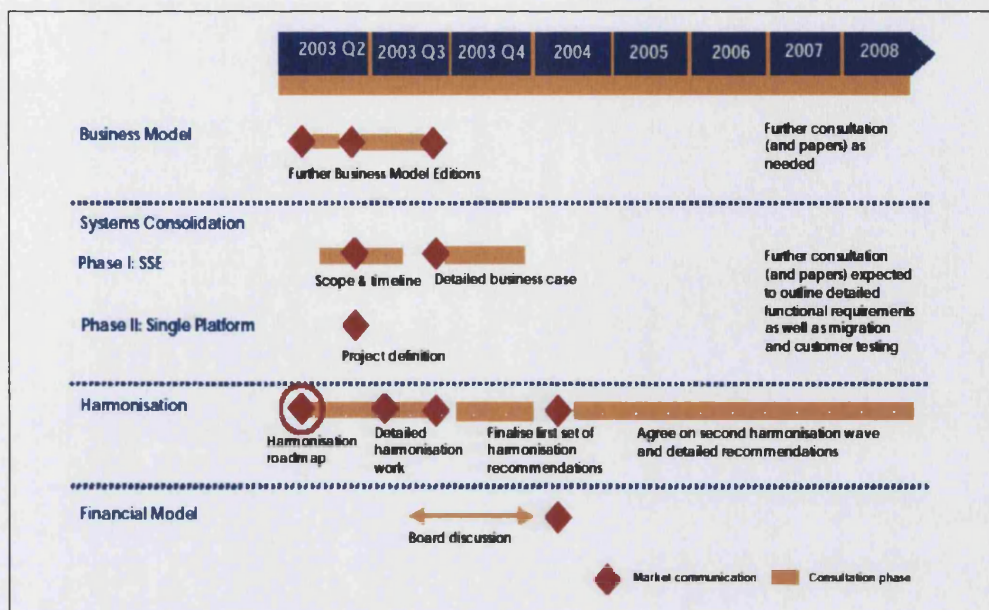 2003 Q2 2003 Q3 2003 Q4 2004 2005 2006 2007 2008
Business Model
Further Business Model Editions
Further consultation
(and papers) as
needed
Systems Consolidation
Phase I: SSE
Scope & timeline
Detailed business case
Phase II: Single Platform
Project definition
Further consultation
(and papers) expected
to outline detailed
functional requirements
as well as migration
and customer testing
Harmonisation
Harmonisation
roadmap
Detailed
harmonisation
work
Finalise first set of
harmonisation
recommendations
Agree on second harmonisation wave
and detailed recommendations
Financial Model
Board discussion
Market communication
Consultation phase